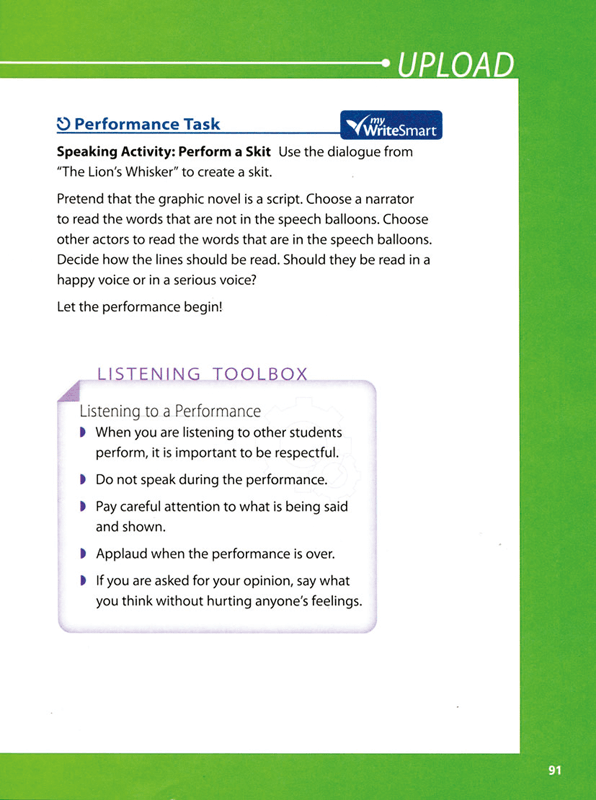 UPLOAD
Performance Task
my
WriteSmart
Speaking Activity: Perform a Skit Use the dialogue from
“The Lion’s Whisker” to create a skit.
Pretend that the graphic novel is a script. Choose a narrator
to read the words that are not in the speech balloons. Choose
other actors to read the words that are in the speech balloons.
Decide how the lines should be read. Should they be read in a
happy voice or in a serious voice?
Let the performance begin!
LISTENING TOOLBOX
Listening to a Performance
When you are listening to other students
perform, it is important to be respectful.
Do not speak during the performance.
Pay careful attention to what is being said
and shown.
Applaud when the performance is over.
If you are asked for your opinion, say what
you think without hurting anyone’s feelings.
91